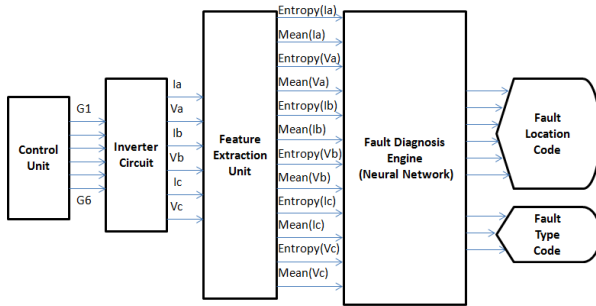 G1
Control
Unit
G6
Inverter
Circuit
Ia
Va
Ib
Vb
Ic
Vc
Feature
Extraction
Unit
Entropy(Ia)
Mean(Ia)
Entropy(Va)
Mean(Va)
Entropy(Ib)
Mean(Ib)
Entropy(Vb)
Mean(Vb)
Entropy(Ic)
Mean(Ic)
Entropy(Vc)
Mean(Vc)
Fault Diagnosis
Engine
(Neural Network)
Fault
Location
Code
Fault
Type
Code